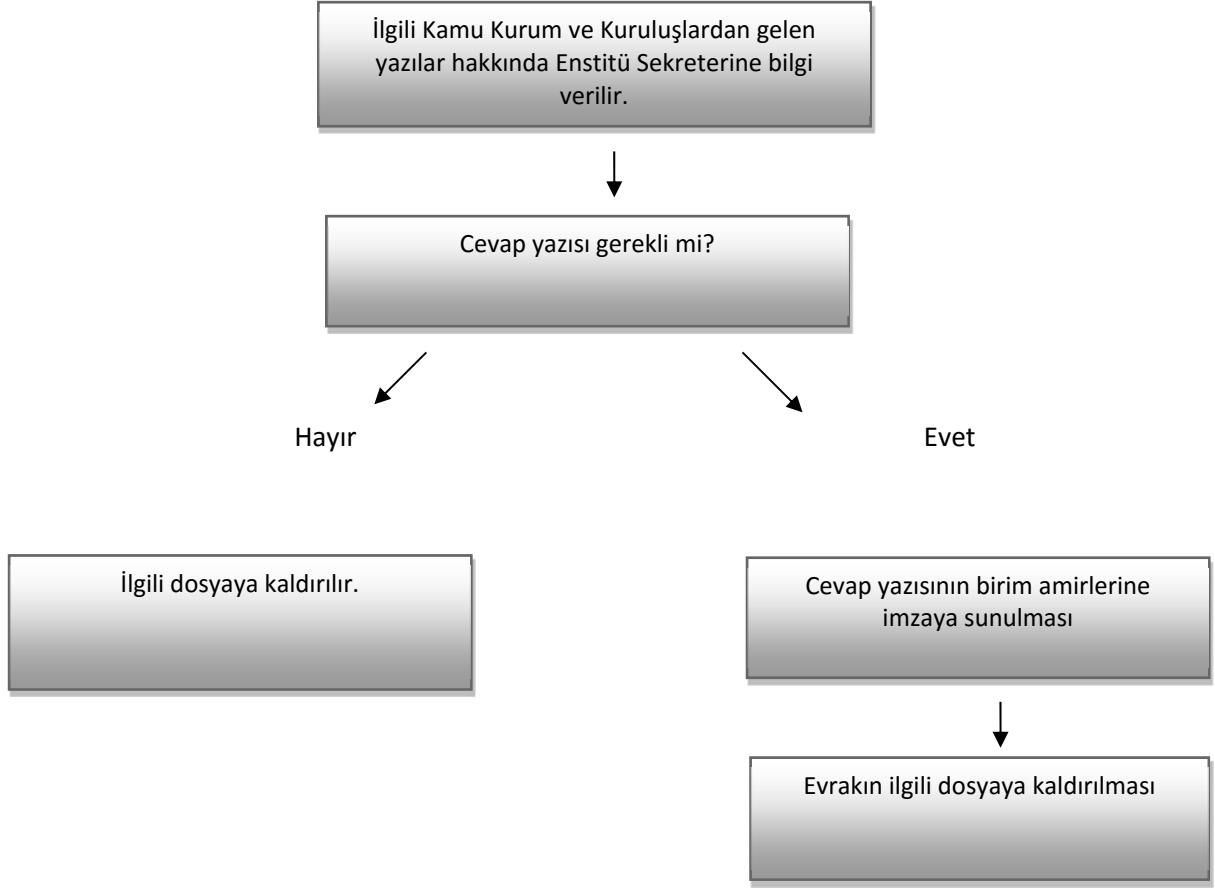 İlgili Kamu Kurum ve Kuruluşlardan gelen
yazılar hakkında Enstitü Sekreterine bilgi
verilir.
Cevap yazısı gerekli mi?
Hayır
Evet
İlgili dosyaya kaldırılır.
Cevap yazısının birim amirlerine
imzaya sunulması
Evrakın ilgili dosyaya kaldırılması